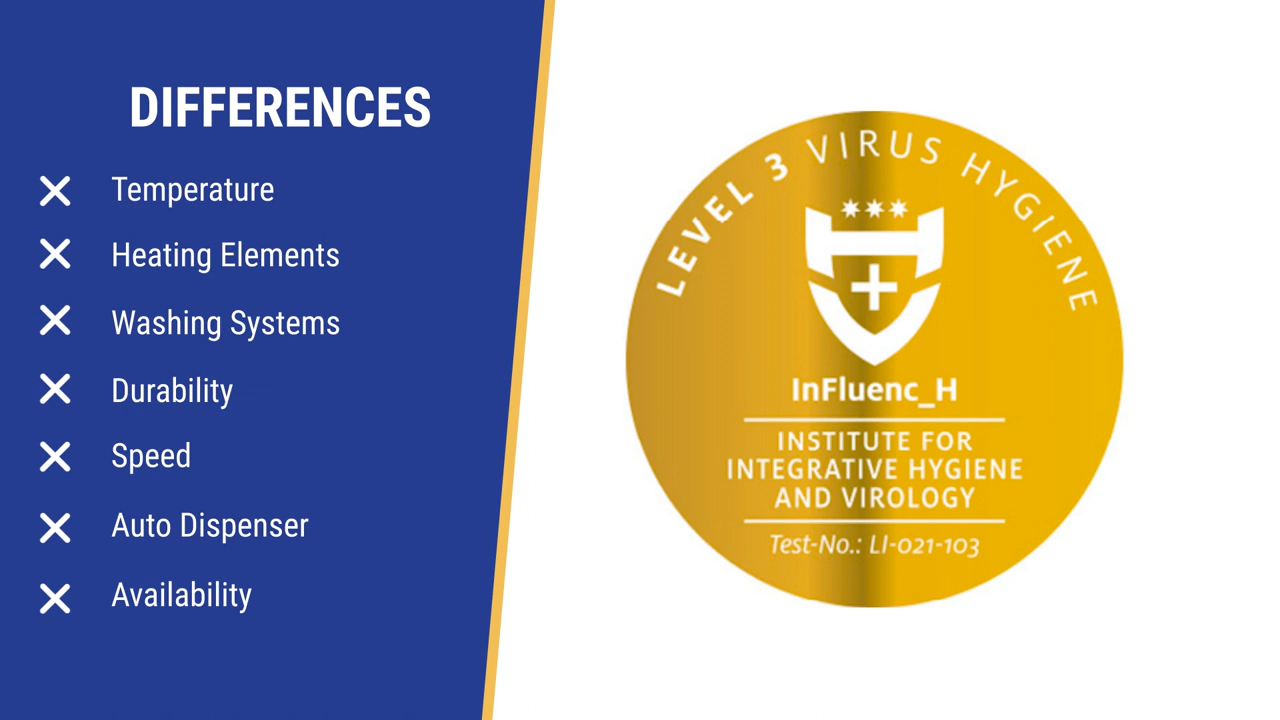 DIFFERENCES
Temperature
Heating Elements
Washing Systems
Durability
Speed
Auto Dispenser
Availability
LEVEL 3 VIRUS HYGIENE
InFluenc_H
INSTITUTE FOR
INTEGRATIVE HYGIENE
AND VIROLOGY
Test-No.: LI-021-103